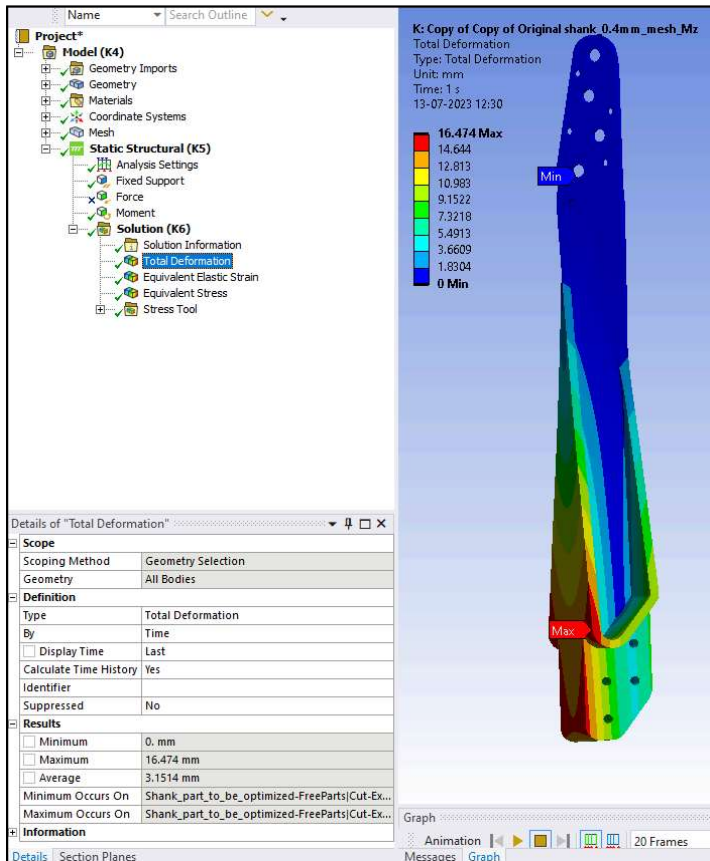 Name
Search Outline
Project*
Model (K4)
Geometry Imports
Geometry
Materials
Coordinate Systems
Mesh
Static Structural (K5)
Analysis Settings
Fixed Support
Force
Moment
Solution (K6)
Solution Information
Total Deformation
Equivalent Elastic Strain
Equivalent Stress
Stress Tool
Details of "Total Deformation"
Scope
Scoping Method Geometry Selection
Geometry All Bodies
Definition
Type Total Deformation
By Time
Display Time Last
Calculate Time History Yes
Identifier
Suppressed No
Results
Minimum 0. mm
Maximum 16.474 mm
Average 3.1514 mm
Minimum Occurs On Shank_part_to_be_optimized-FreeParts|Cut-Ex...
Maximum Occurs On Shank_part_to_be_optimized-FreeParts|Cut-Ex...
Information
Details Section Planes
K: Copy of Copy of Original shank_0.4mm_mesh_Mz
Total Deformation
Type: Total Deformation
Unit: mm
Time: 1 s
13-07-2023 12:30
16.474 Max
14.644
12.813
10.983
9.1522
7.3218
5.4913
3.6609
1.8304
0 Min
Min
Max
Graph
Animation 20 Frames
Messages Graph